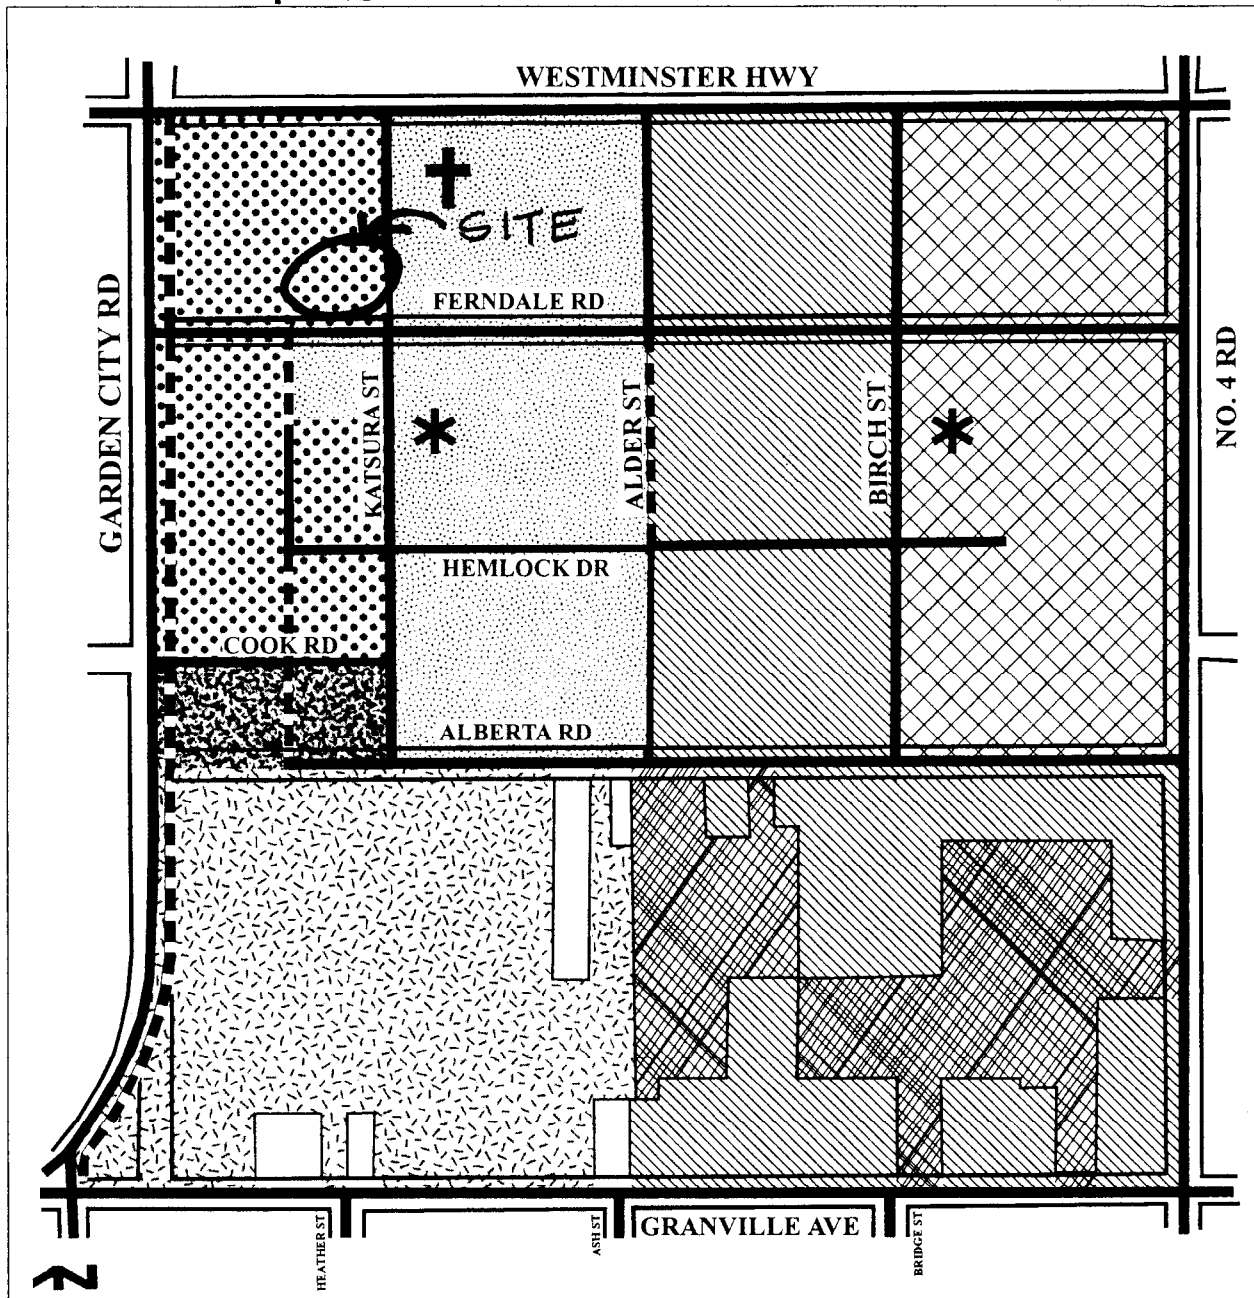 WESTMINSTER HWY
SITE
FERNDALE RD
GARDEN CITY RD
KATSURA ST
ALDER ST
BIRCH ST
NO. 4 RD
HEMLOCK DR
COOK RD
ALBERTA RD
GRANVILLE AVE
HEATHER ST
ASH ST
BRIDGE ST